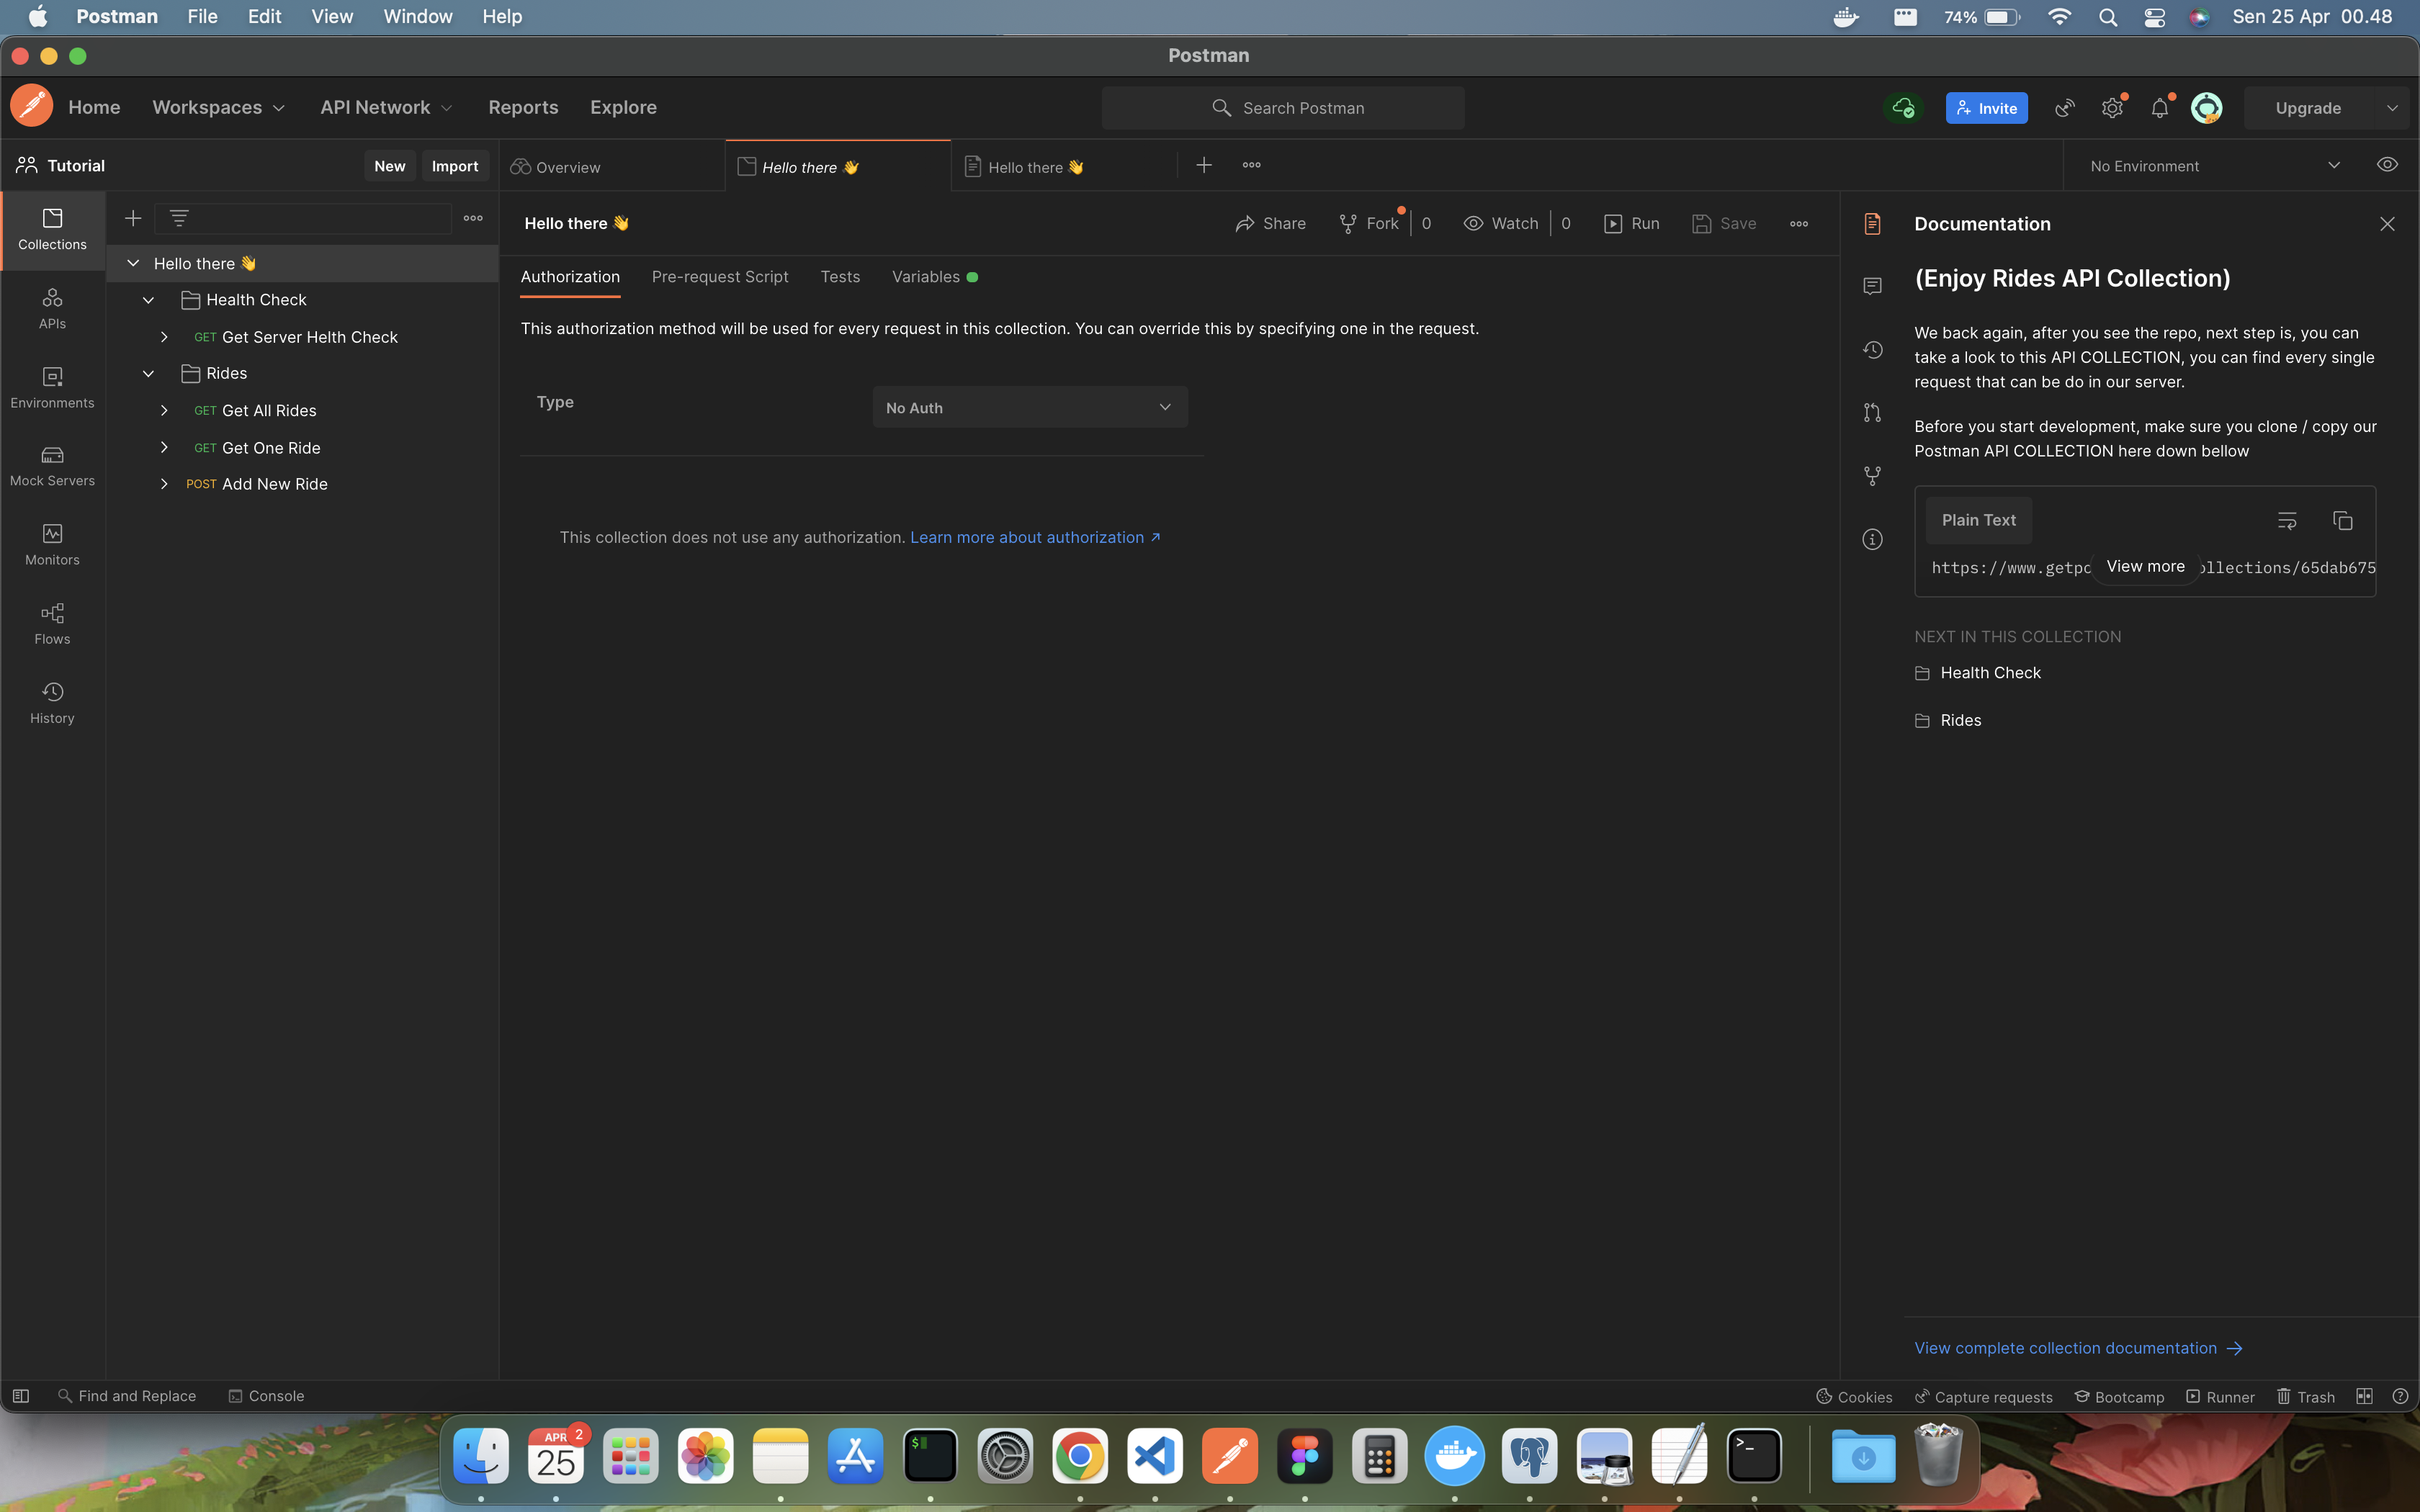 Postman File Edit View Window Help
74% Sen 25 Apr 00.48
Postman
Home Workspaces API Network Reports Explore
Search Postman
Invite
Upgrade
Tutorial
New Import
Overview
Hello there 👋
Hello there 👋
No Environment
Collections
APIs
Environments
Mock Servers
Monitors
Flows
History
Hello there 👋
Health Check
GET Get Server Helth Check
Rides
GET Get All Rides
GET Get One Ride
POST Add New Ride
Hello there 👋
Share Fork 0 Watch 0 Run Save
Authorization Pre-request Script Tests Variables
This authorization method will be used for every request in this collection. You can override this by specifying one in the request.
Type
No Auth
This collection does not use any authorization. Learn more about authorization ↗
Documentation
(Enjoy Rides API Collection)
We back again, after you see the repo, next step is, you can
take a look to this API COLLECTION, you can find every single
request that can be do in our server.
Before you start development, make sure you clone / copy our
Postman API COLLECTION here down bellow
Plain Text
https://www.getpo
View more
ollections/65dab675
NEXT IN THIS COLLECTION
Health Check
Rides
View complete collection documentation →
Find and Replace Console
Cookies Capture requests Bootcamp Runner Trash
APR 2
25
$
>_